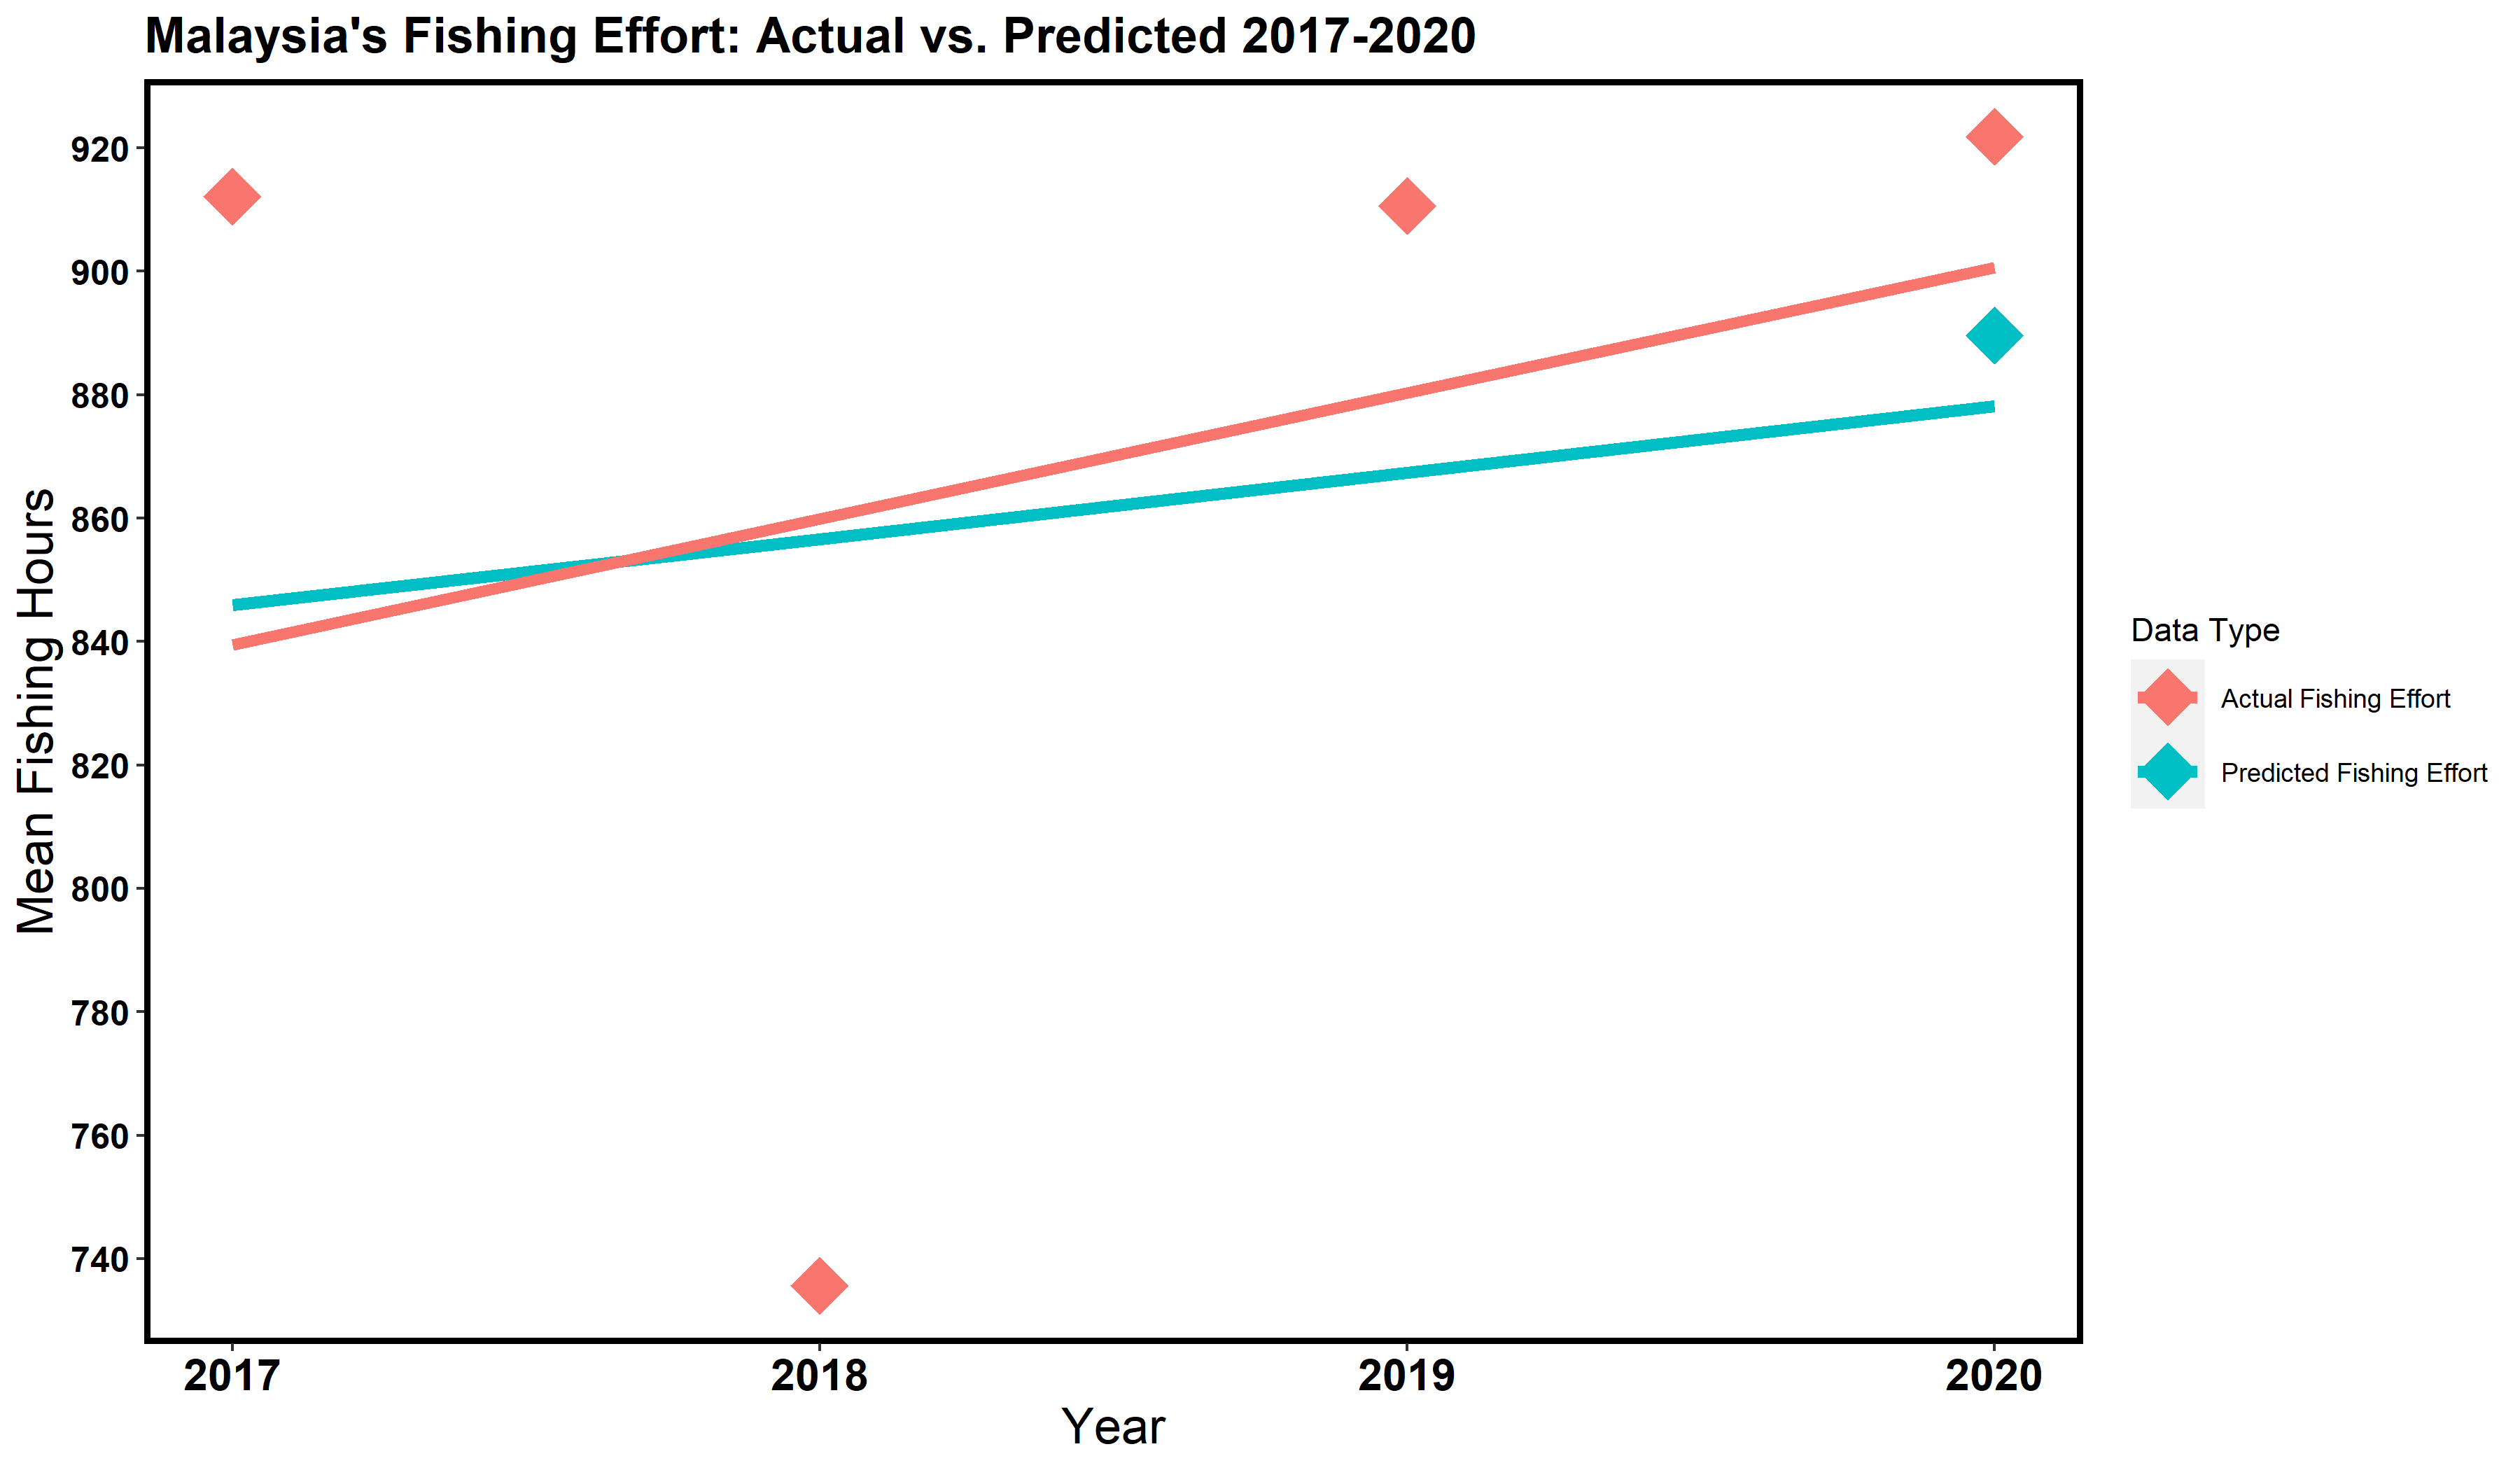 Malaysia's Fishing Effort: Actual vs. Predicted 2017-2020
Mean Fishing Hours
920
900
880
860
840
820
800
780
760
740
2017 2018 2019 2020
Year
Data Type
Actual Fishing Effort
Predicted Fishing Effort